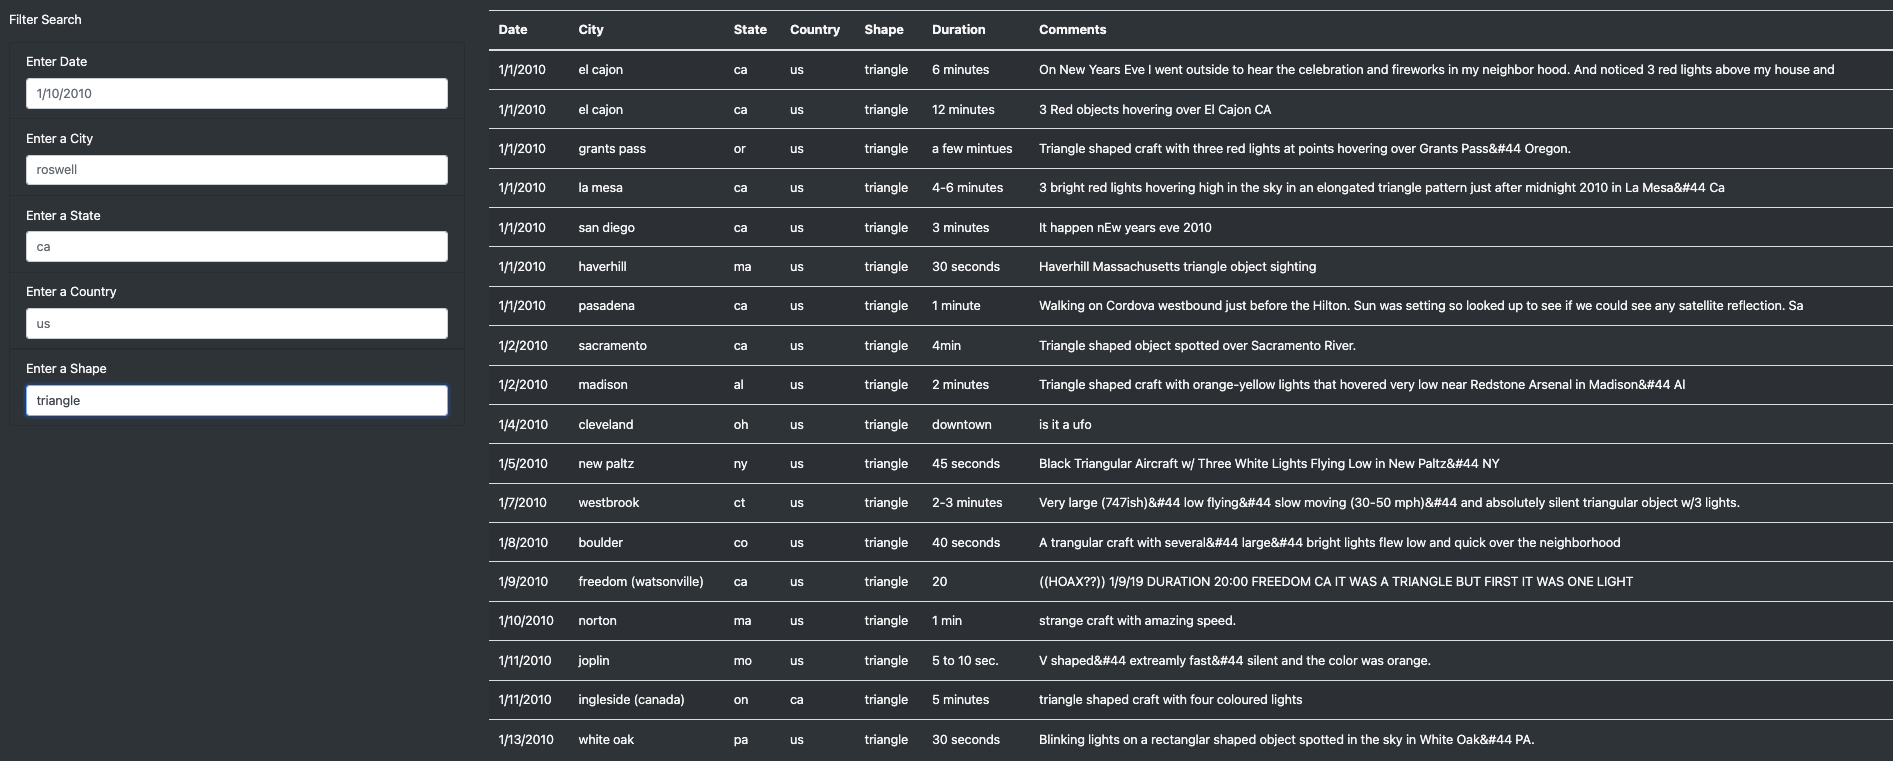 Filter Search
Enter Date
1/10/2010
Enter a City
roswell
Enter a State
ca
Enter a Country
us
Enter a Shape
triangle
Date City State Country Shape Duration Comments
1/1/2010 el cajon ca us triangle 6 minutes On New Years Eve I went outside to hear the celebration and fireworks in my neighbor hood. And noticed 3 red lights above my house and
1/1/2010 el cajon ca us triangle 12 minutes 3 Red objects hovering over El Cajon CA
1/1/2010 grants pass or us triangle a few mintues Triangle shaped craft with three red lights at points hovering over Grants Pass&#44 Oregon.
1/1/2010 la mesa ca us triangle 4-6 minutes 3 bright red lights hovering high in the sky in an elongated triangle pattern just after midnight 2010 in La Mesa&#44 Ca
1/1/2010 san diego ca us triangle 3 minutes It happen nEw years eve 2010
1/1/2010 haverhill ma us triangle 30 seconds Haverhill Massachusetts triangle object sighting
1/1/2010 pasadena ca us triangle 1 minute Walking on Cordova westbound just before the Hilton. Sun was setting so looked up to see if we could see any satellite reflection. Sa
1/2/2010 sacramento ca us triangle 4min Triangle shaped object spotted over Sacramento River.
1/2/2010 madison al us triangle 2 minutes Triangle shaped craft with orange-yellow lights that hovered very low near Redstone Arsenal in Madison&#44 Al
1/4/2010 cleveland oh us triangle downtown is it a ufo
1/5/2010 new paltz ny us triangle 45 seconds Black Triangular Aircraft w/ Three White Lights Flying Low in New Paltz&#44 NY
1/7/2010 westbrook ct us triangle 2-3 minutes Very large (747ish)&#44 low flying&#44 slow moving (30-50 mph)&#44 and absolutely silent triangular object w/3 lights.
1/8/2010 boulder co us triangle 40 seconds A trangular craft with several&#44 large&#44 bright lights flew low and quick over the neighborhood
1/9/2010 freedom (watsonville) ca us triangle 20 ((HOAX??)) 1/9/19 DURATION 20:00 FREEDOM CA IT WAS A TRIANGLE BUT FIRST IT WAS ONE LIGHT
1/10/2010 norton ma us triangle 1 min strange craft with amazing speed.
1/11/2010 joplin mo us triangle 5 to 10 sec. V shaped&#44 extreamly fast&#44 silent and the color was orange.
1/11/2010 ingleside (canada) on ca triangle 5 minutes triangle shaped craft with four coloured lights
1/13/2010 white oak pa us triangle 30 seconds Blinking lights on a rectanglar shaped object spotted in the sky in White Oak&#44 PA.